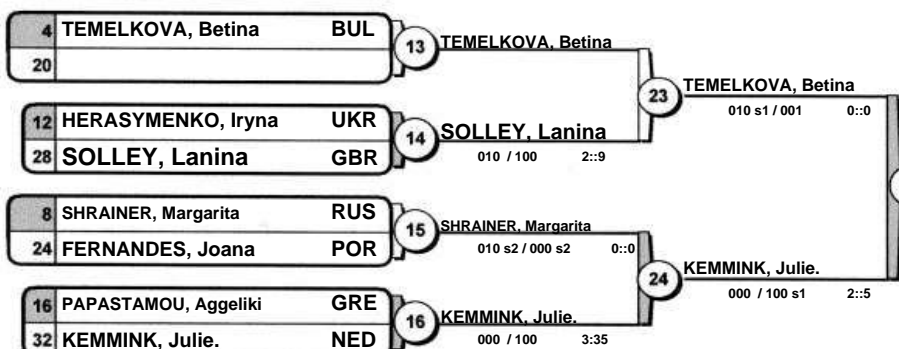 4 TEMELKOVA, Betina BUL
20
13 TEMELKOVA, Betina
12 HERASYMENKO, Iryna UKR
28 SOLLEY, Lanina GBR
14 SOLLEY, Lanina
010 / 100 2::9
23 TEMELKOVA, Betina
010 s1 / 001 0::0
8 SHRAINER, Margarita RUS
24 FERNANDES, Joana POR
15 SHRAINER, Margarita
010 s2 / 000 s2 0::0
16 PAPASTAMOU, Aggeliki GRE
32 KEMMINK, Julie. NED
16 KEMMINK, Julie.
000 / 100 3:35
24 KEMMINK, Julie.
000 / 100 s1 2::5